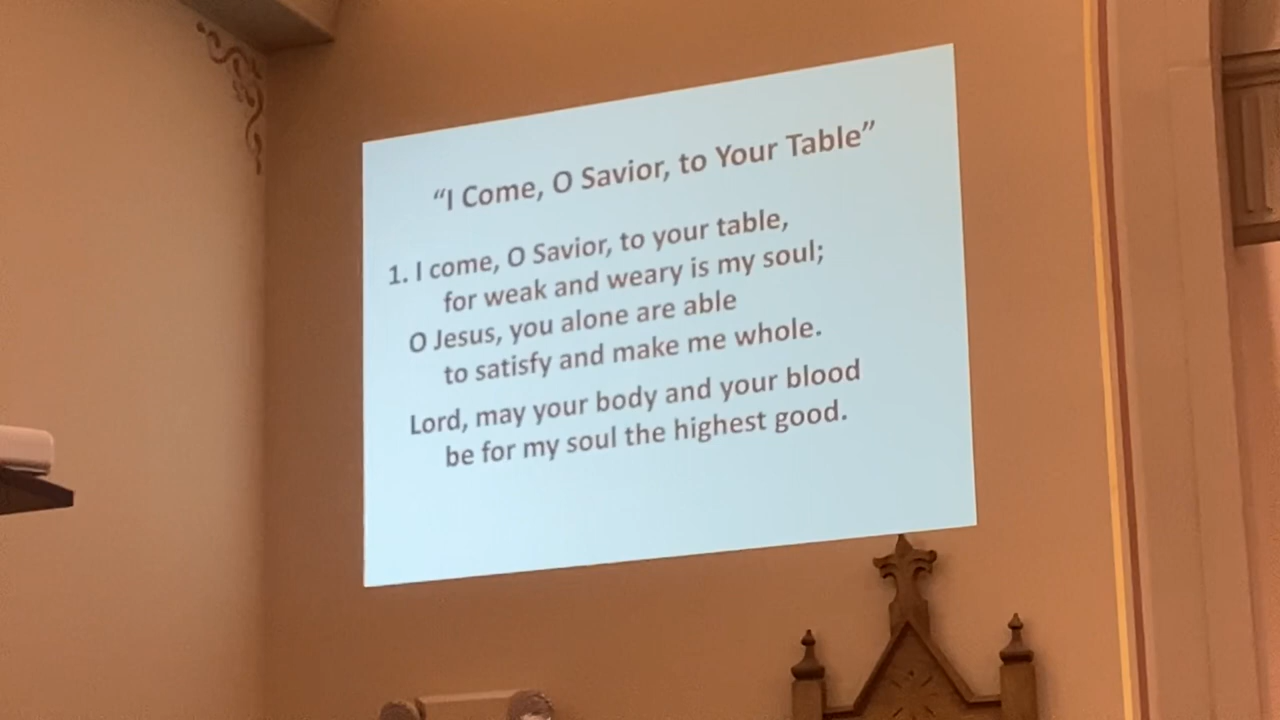 “I Come, O Savior, to Your Table”
1. I come, O Savior, to your table,
for weak and weary is my soul;
O Jesus, you alone are able
to satisfy and make me whole.
Lord, may your body and your blood
be for my soul the highest good.